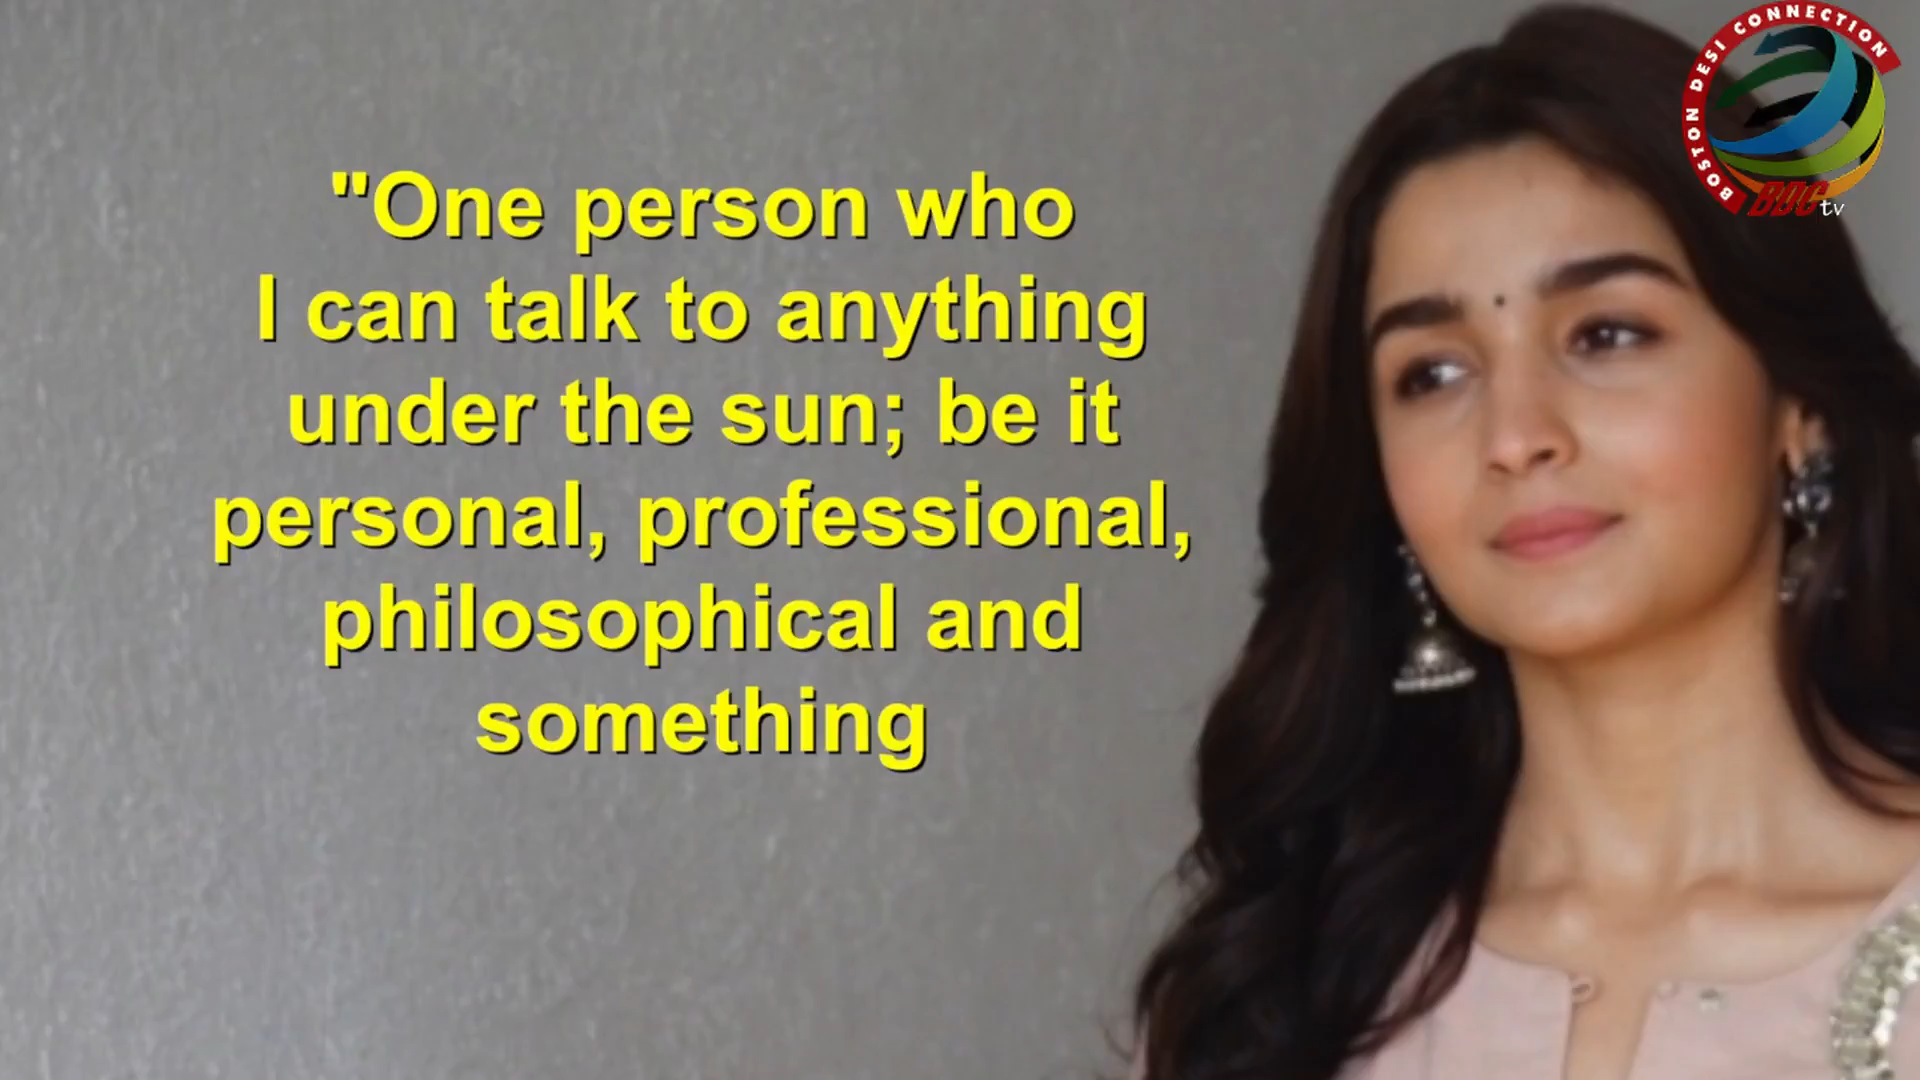 "One person who
I can talk to anything
under the sun; be it
personal, professional,
philosophical and
something
BOSTON DESI CONNECTION
BDC tv